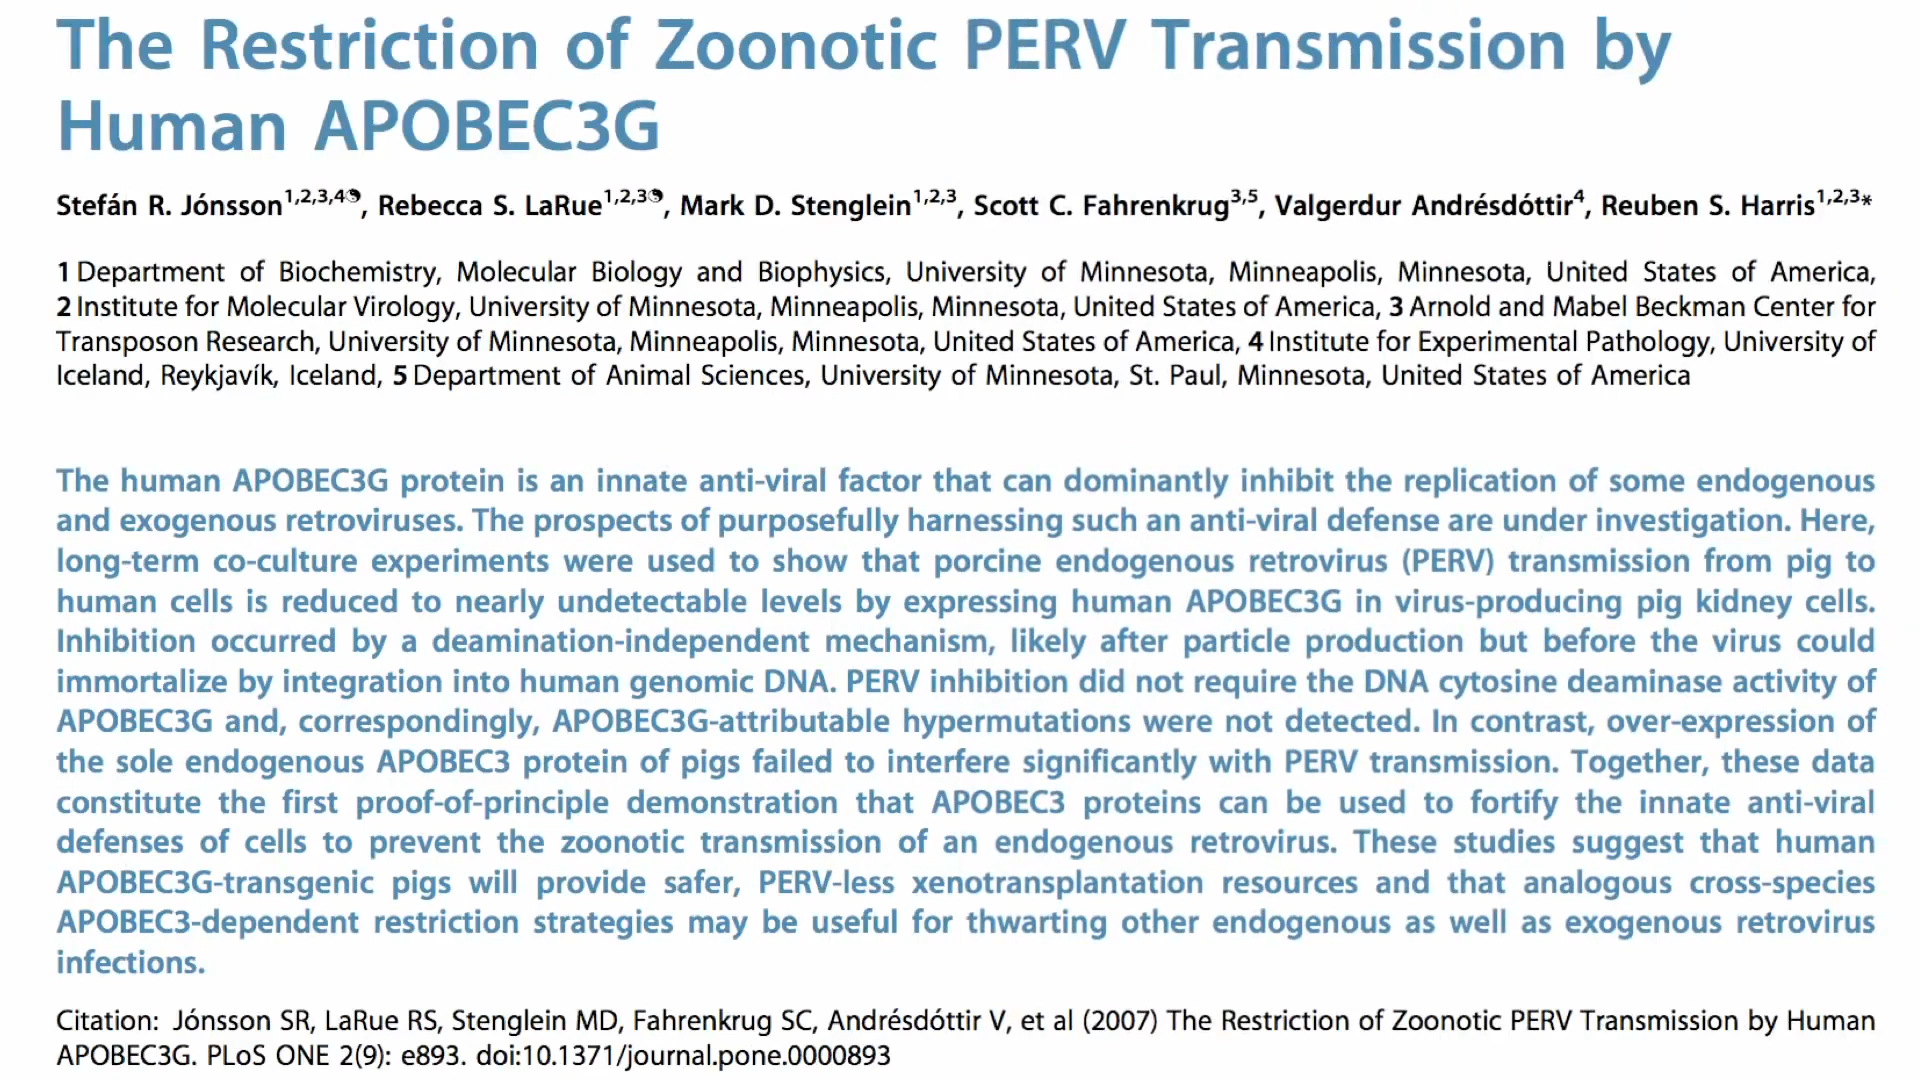 The Restriction of Zoonotic PERV Transmission by
Human APOBEC3G
Stefán R. Jónsson1,2,3,4☯, Rebecca S. LaRue1,2,3☯, Mark D. Stenglein1,2,3, Scott C. Fahrenkrug3,5, Valgerdur Andrésdóttir4, Reuben S. Harris1,2,3*
1 Department of Biochemistry, Molecular Biology and Biophysics, University of Minnesota, Minneapolis, Minnesota, United States of America,
2 Institute for Molecular Virology, University of Minnesota, Minneapolis, Minnesota, United States of America, 3 Arnold and Mabel Beckman Center for
Transposon Research, University of Minnesota, Minneapolis, Minnesota, United States of America, 4 Institute for Experimental Pathology, University of
Iceland, Reykjavík, Iceland, 5 Department of Animal Sciences, University of Minnesota, St. Paul, Minnesota, United States of America
The human APOBEC3G protein is an innate anti-viral factor that can dominantly inhibit the replication of some endogenous
and exogenous retroviruses. The prospects of purposefully harnessing such an anti-viral defense are under investigation. Here,
long-term co-culture experiments were used to show that porcine endogenous retrovirus (PERV) transmission from pig to
human cells is reduced to nearly undetectable levels by expressing human APOBEC3G in virus-producing pig kidney cells.
Inhibition occurred by a deamination-independent mechanism, likely after particle production but before the virus could
immortalize by integration into human genomic DNA. PERV inhibition did not require the DNA cytosine deaminase activity of
APOBEC3G and, correspondingly, APOBEC3G-attributable hypermutations were not detected. In contrast, over-expression of
the sole endogenous APOBEC3 protein of pigs failed to interfere significantly with PERV transmission. Together, these data
constitute the first proof-of-principle demonstration that APOBEC3 proteins can be used to fortify the innate anti-viral
defenses of cells to prevent the zoonotic transmission of an endogenous retrovirus. These studies suggest that human
APOBEC3G-transgenic pigs will provide safer, PERV-less xenotransplantation resources and that analogous cross-species
APOBEC3-dependent restriction strategies may be useful for thwarting other endogenous as well as exogenous retrovirus
infections.
Citation: Jónsson SR, LaRue RS, Stenglein MD, Fahrenkrug SC, Andrésdóttir V, et al (2007) The Restriction of Zoonotic PERV Transmission by Human
APOBEC3G. PLoS ONE 2(9): e893. doi:10.1371/journal.pone.0000893